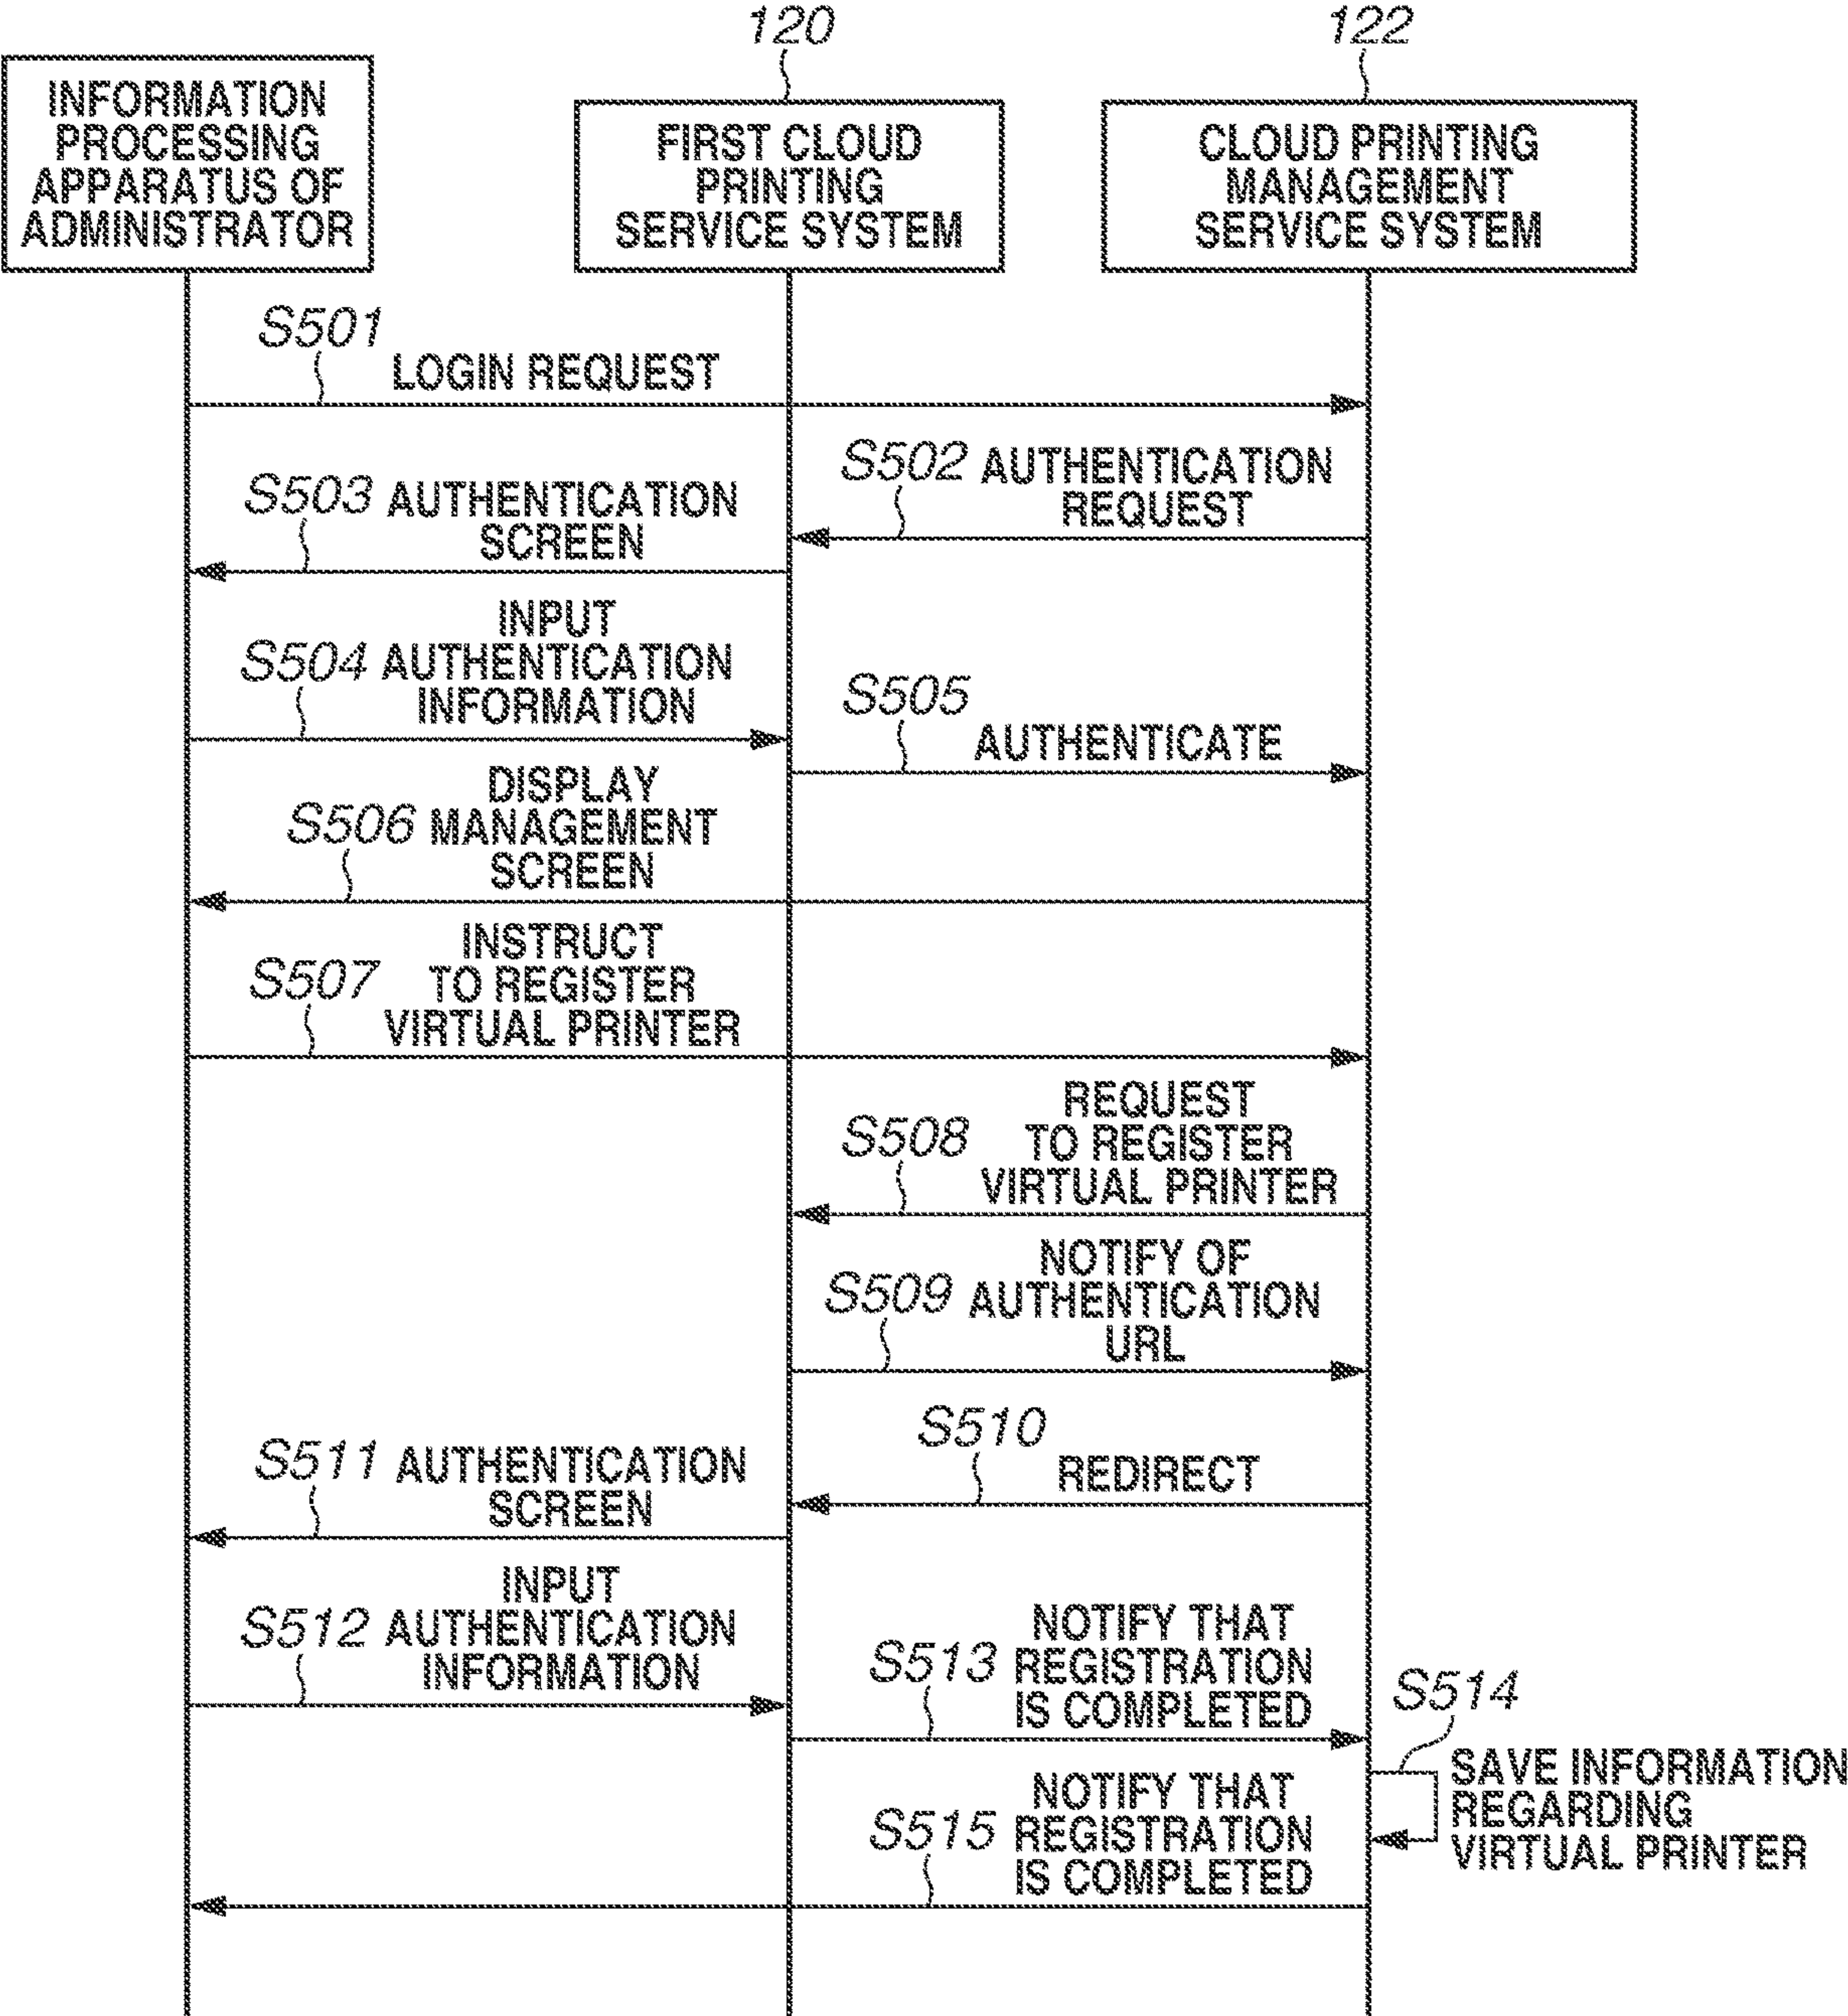 120
122
INFORMATION
PROCESSING
APPARATUS OF
ADMINISTRATOR
FIRST CLOUD
PRINTING
SERVICE SYSTEM
CLOUD PRINTING
MANAGEMENT
SERVICE SYSTEM
S501
LOGIN REQUEST
S502 AUTHENTICATION
REQUEST
S503 AUTHENTICATION
SCREEN
INPUT
S504 AUTHENTICATION
INFORMATION
S505
AUTHENTICATE
DISPLAY
S506 MANAGEMENT
SCREEN
INSTRUCT
S507 TO REGISTER
VIRTUAL PRINTER
REQUEST
S508 TO REGISTER
VIRTUAL PRINTER
NOTIFY OF
S509 AUTHENTICATION
URL
S510
REDIRECT
S511 AUTHENTICATION
SCREEN
INPUT
S512 AUTHENTICATION
INFORMATION
NOTIFY THAT
S513 REGISTRATION
IS COMPLETED
S514
SAVE INFORMATION
REGARDING
VIRTUAL PRINTER
NOTIFY THAT
S515 REGISTRATION
IS COMPLETED